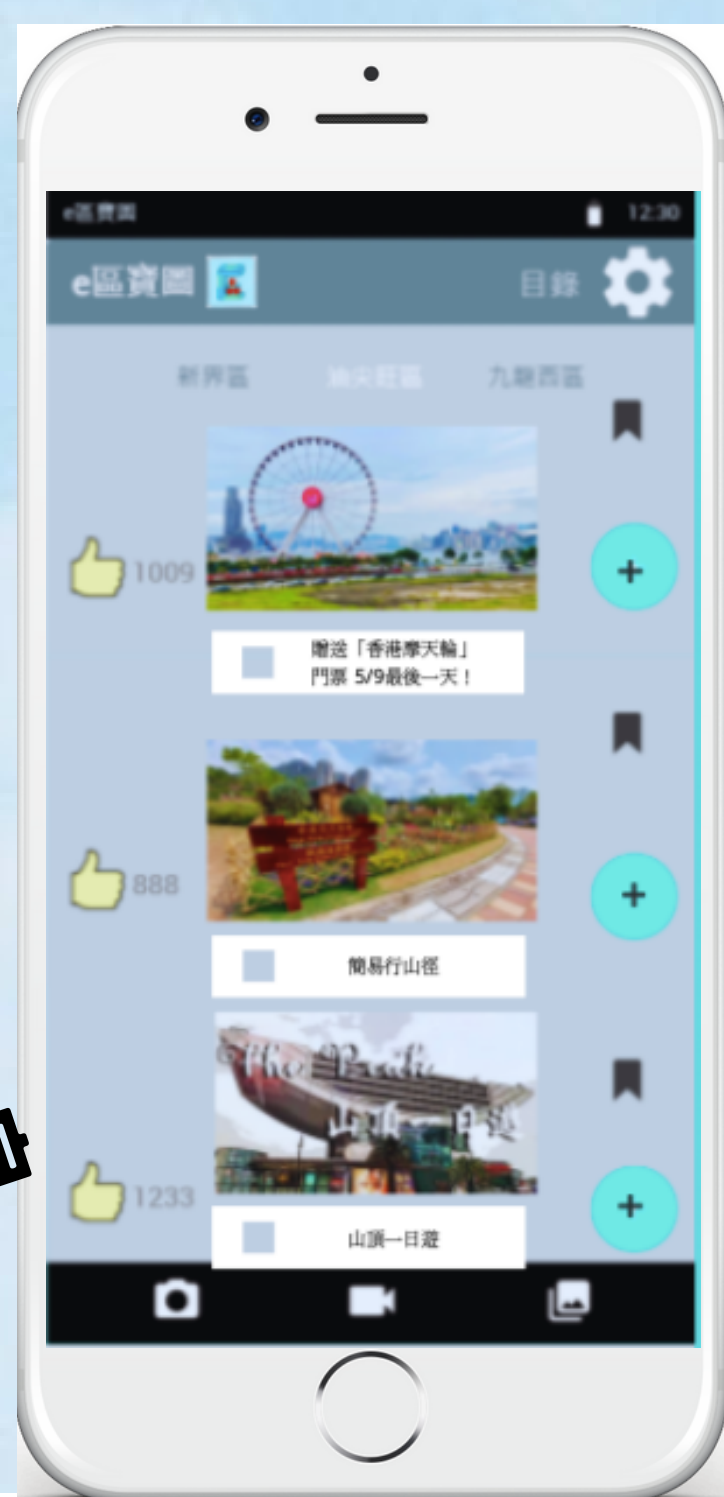 e區寶圖 12:30
e區寶圖 目錄
新界區 油尖旺區 九龍西區
1009
贈送「香港摩天輪」
門票 5/9最後一天！
888
簡易行山徑
The Peak
山頂一日遊
1233
山頂一日遊